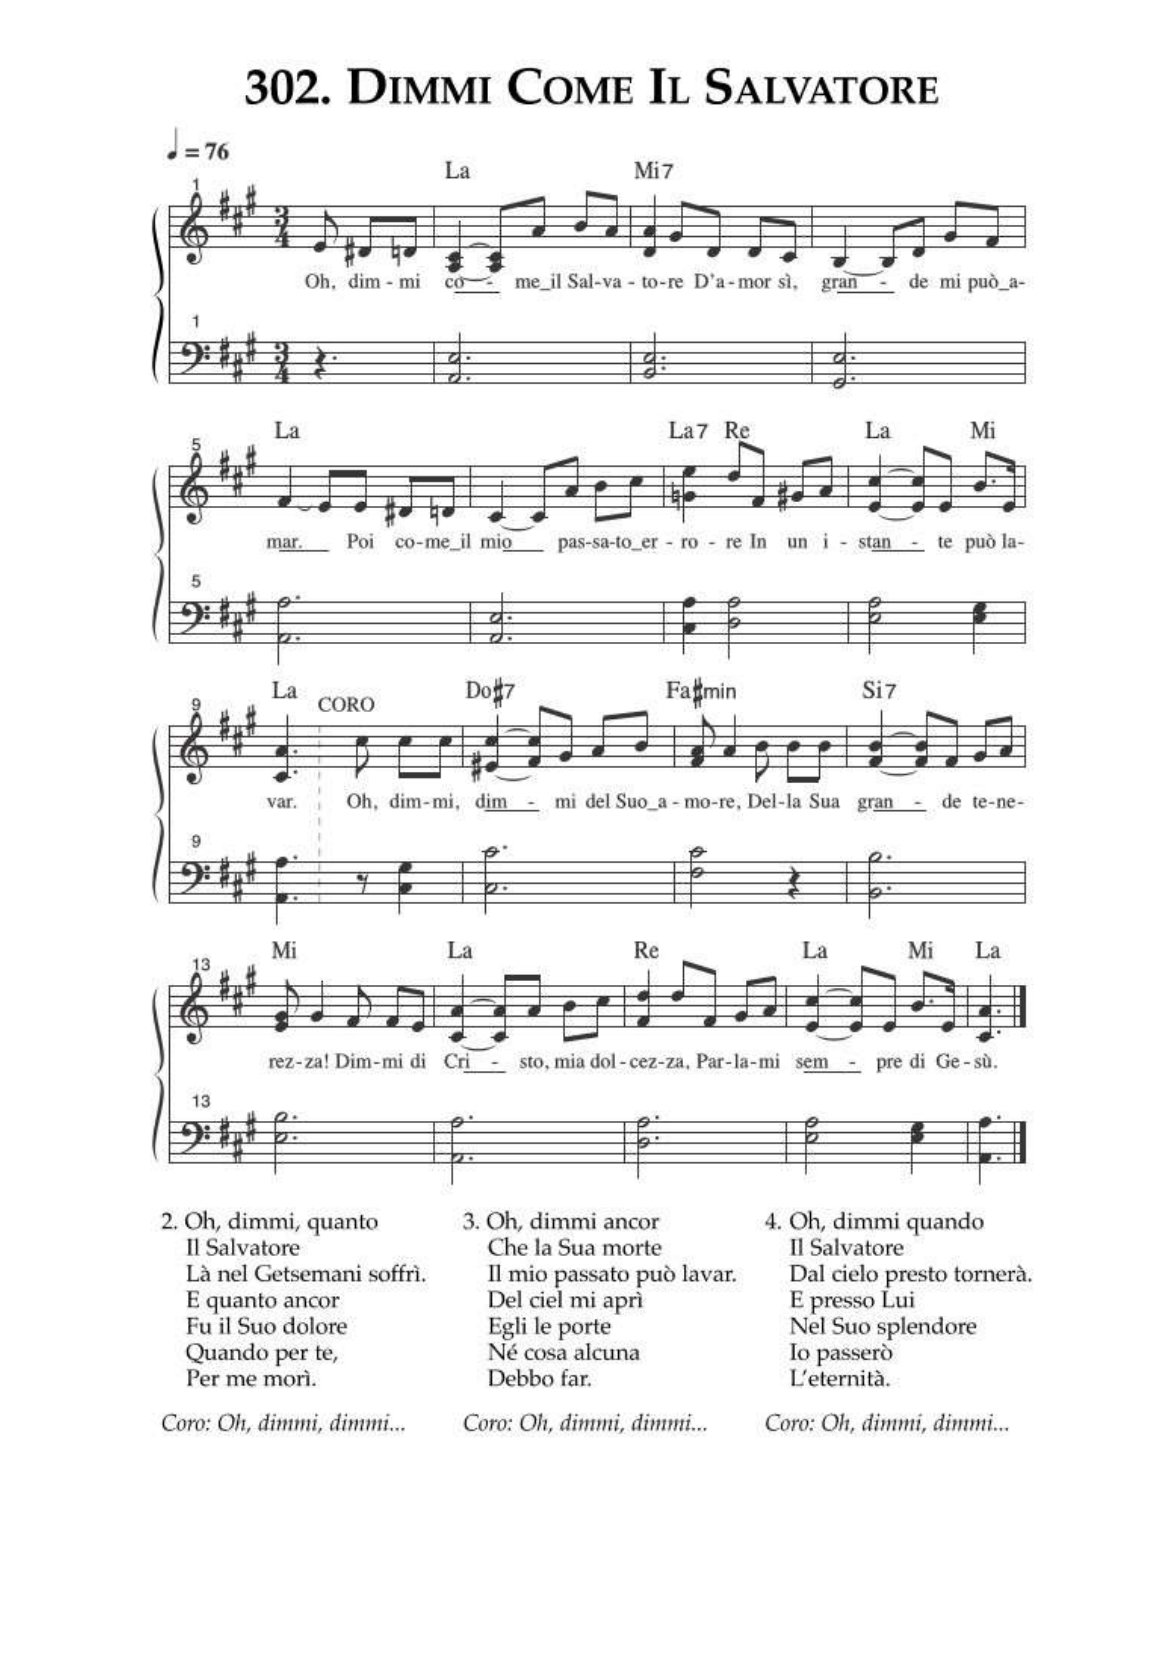 302. DIMMI COME IL SALVATORE
♩ = 76
La Mi7
1
3 4
Oh, dim - mi co - me_il Sal-va - to-re D'a-mor sì, gran - de mi può_a-
1
3 4
La La7 Re La Mi
5
mar. Poi co-me_il mio pas-sa-to_er - ro - re In un i - stan - te può la-
5
La CORO Do#7 Fa#min Si7
9
var. Oh, dim-mi, dim - mi del Suo_a - mo-re, Del-la Sua gran - de te-ne-
9
Mi La Re La Mi La
13
rez-za! Dim-mi di Cri - sto, mia dol-cez-za, Par-la-mi sem - pre di Ge-sù.
13
2. Oh, dimmi, quanto
Il Salvatore
Là nel Getsemani soffrì.
E quanto ancor
Fu il Suo dolore
Quando per te,
Per me morì.
Coro: Oh, dimmi, dimmi...
3. Oh, dimmi ancor
Che la Sua morte
Il mio passato può lavar.
Del ciel mi aprì
Egli le porte
Né cosa alcuna
Debbo far.
Coro: Oh, dimmi, dimmi...
4. Oh, dimmi quando
Il Salvatore
Dal cielo presto tornerà.
E presso Lui
Nel Suo splendore
Io passerò
L'eternità.
Coro: Oh, dimmi, dimmi...